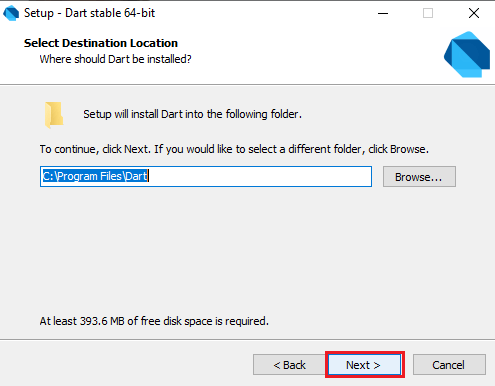 Setup - Dart stable 64-bit
Select Destination Location
Where should Dart be installed?
Setup will install Dart into the following folder.
To continue, click Next. If you would like to select a different folder, click Browse.
C:\Program Files\Dart
Browse...
At least 393.6 MB of free disk space is required.
< Back
Next >
Cancel